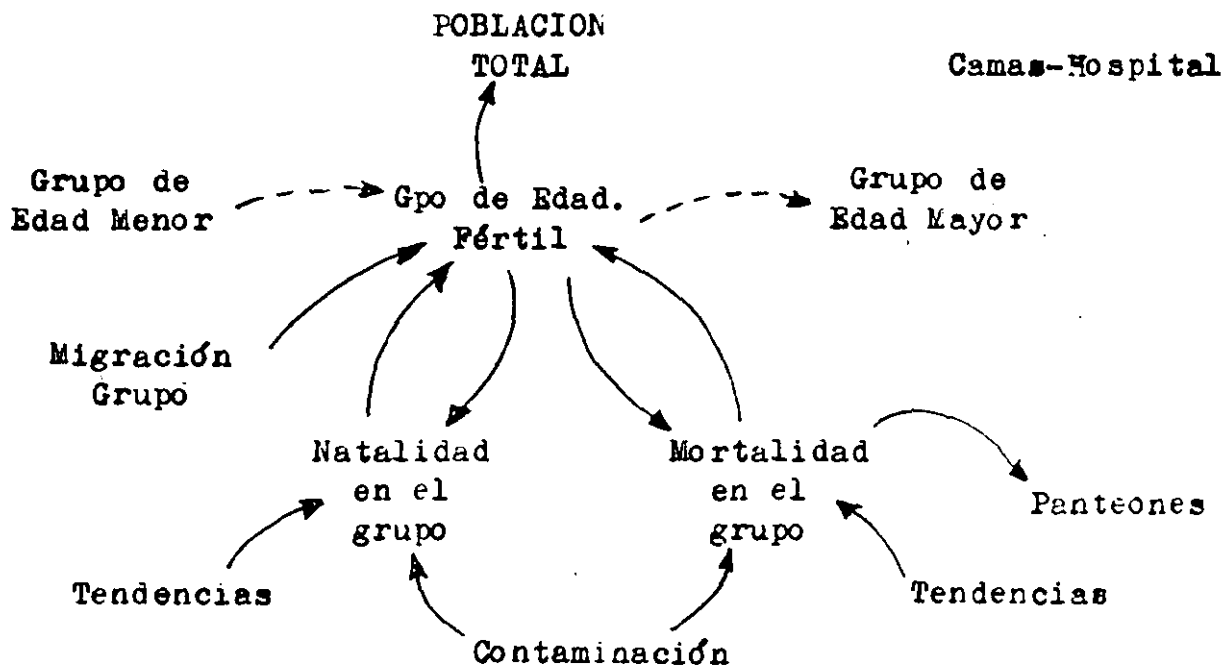 POBLACION
TOTAL
Camas-Hospital
Grupo de
Edad Menor
Gpo de Edad.
Fértil
Grupo de
Edad Mayor
Migración
Grupo
Natalidad
en el
grupo
Mortalidad
en el
grupo
Panteones
Tendencias
Tendencias
Contaminación